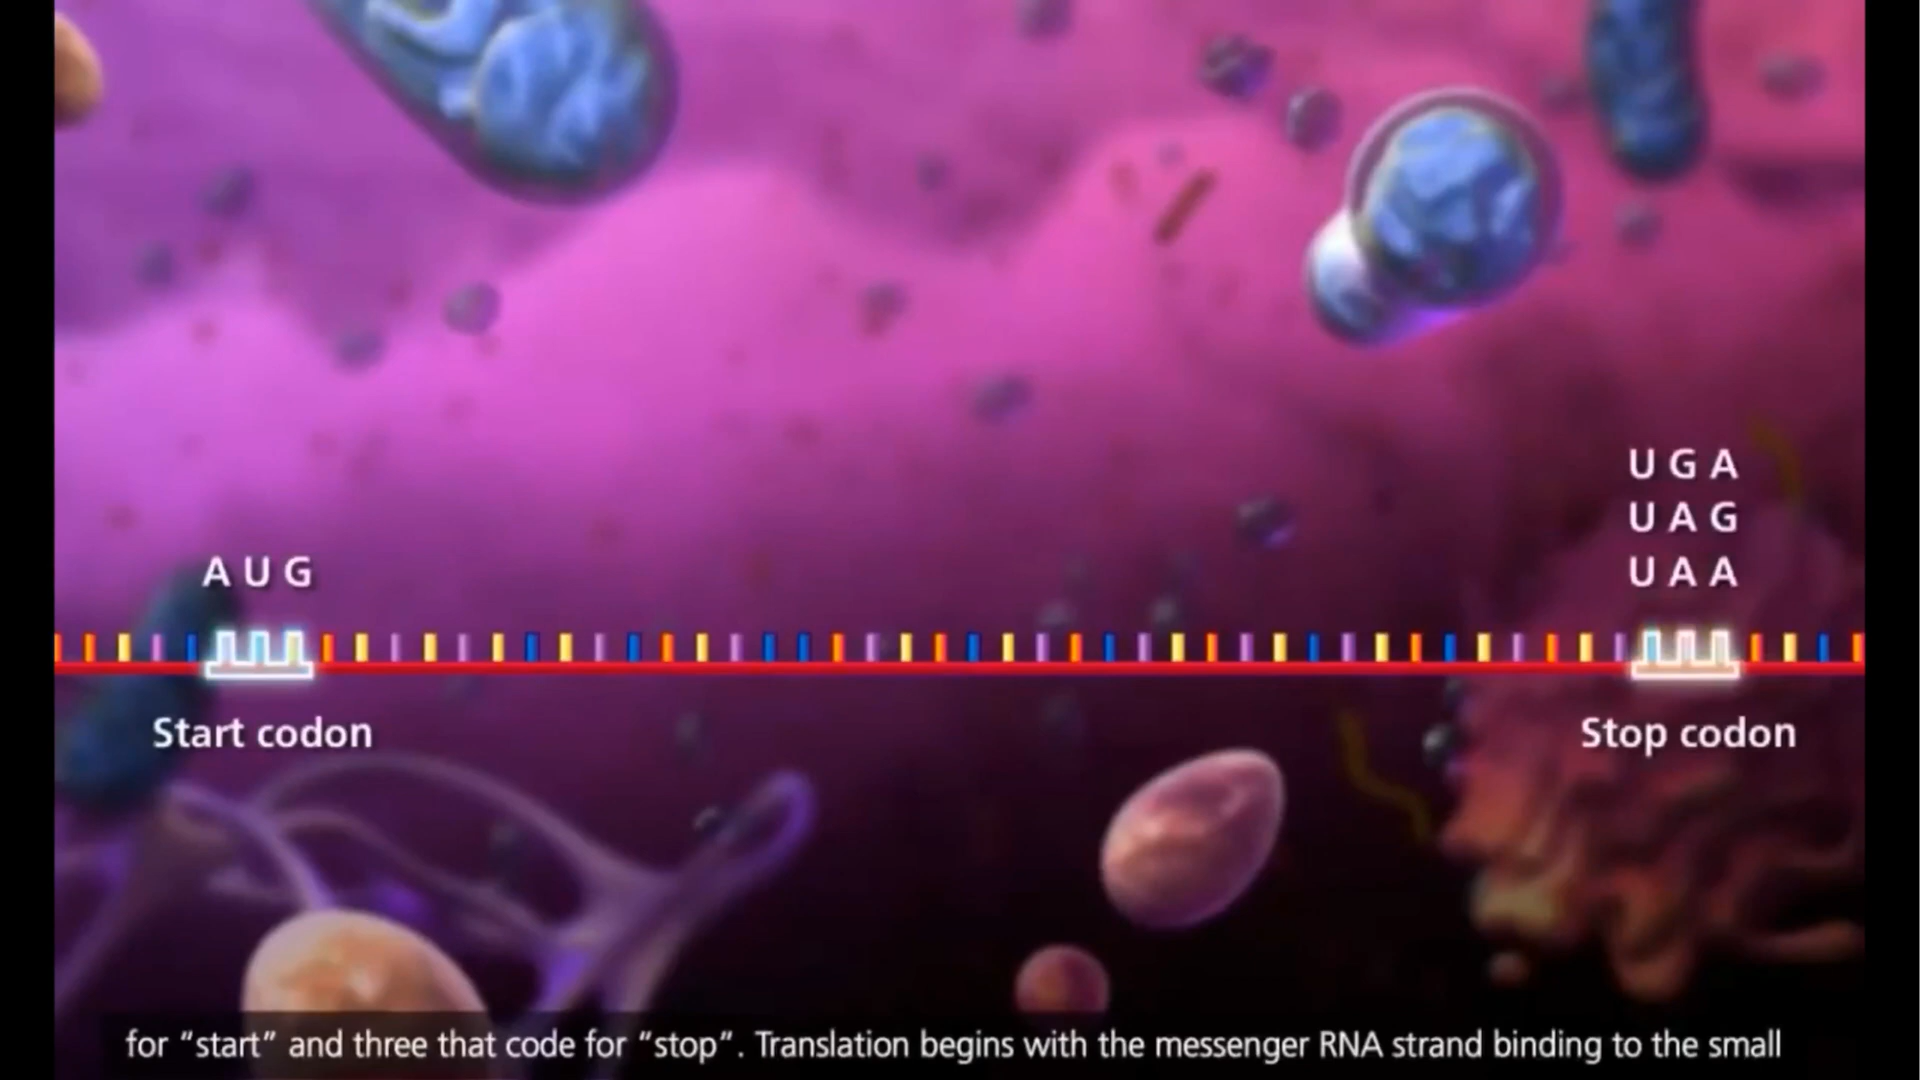 U G A
U A G
A U G
U A A
Start codon
Stop codon
for “start” and three that code for “stop”. Translation begins with the messenger RNA strand binding to the small